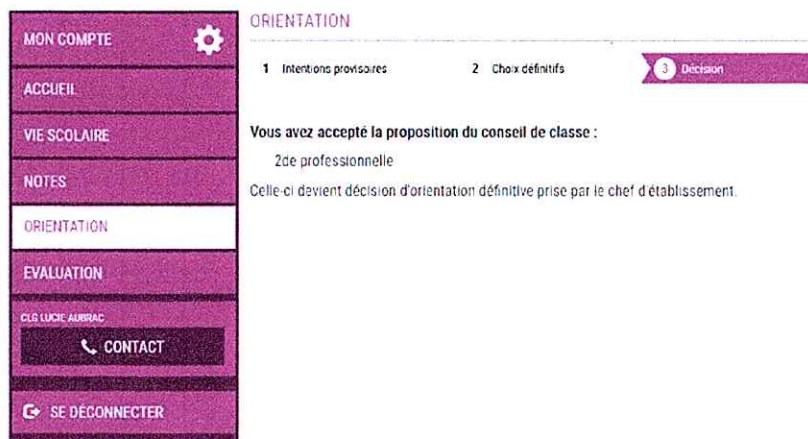 MON COMPTE
ACCUEIL
VIE SCOLAIRE
NOTES
ORIENTATION
EVALUATION
CLG LUCIE AUBRAC
CONTACT
SE DÉCONNECTER
ORIENTATION
1 Intentions provisoires
2 Choix définitifs
3 Décision
Vous avez accepté la proposition du conseil de classe :
2de professionnelle
Celle-ci devient décision d'orientation définitive prise par le chef d'établissement.